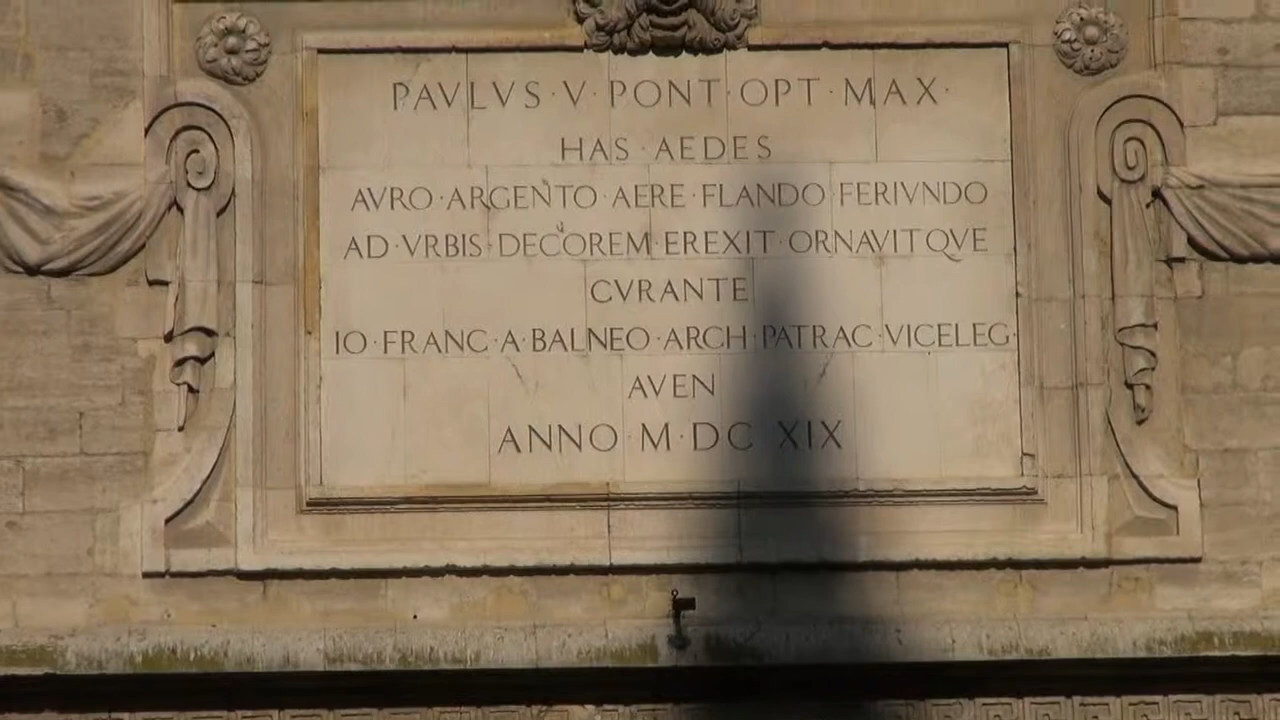 PAVLVS · V · PONT · OPT · MAX ·
HAS · AEDES
AVRO · ARGENTO · AERE · FLANDO · FERIVNDO
AD · VRBIS · DECOREM · EREXIT · ORNAVITQVE
CVRANTE
IO · FRANC · A · BALNEO · ARCH · PATRAC · VICELEG ·
AVEN
ANNO · M · DC XIX